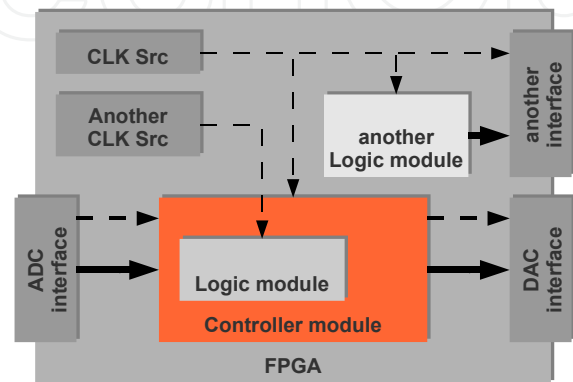 CLK Src
Another
CLK Src
another
Logic module
another
interface
ADC
interface
Logic module
Controller module
DAC
interface
FPGA